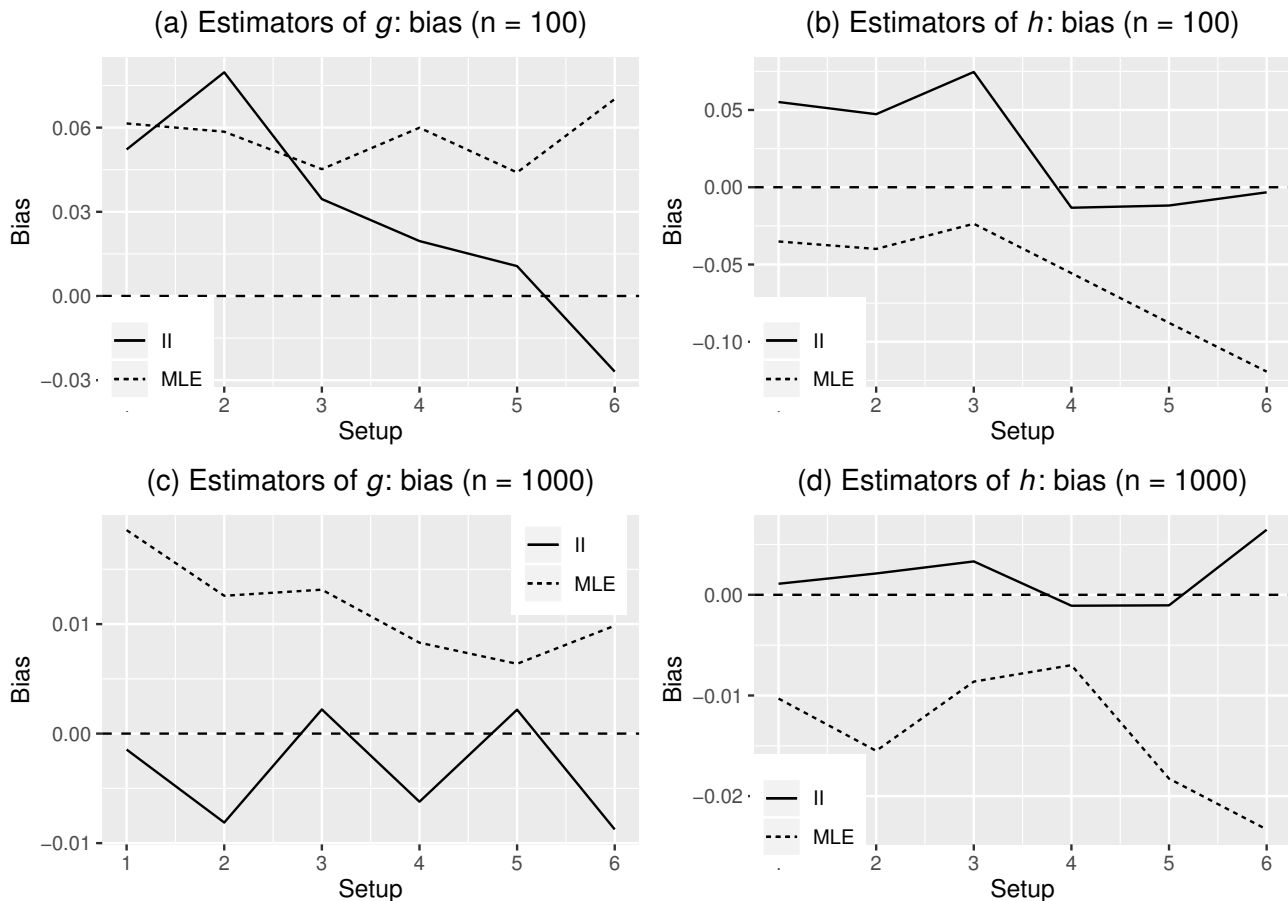 (a) Estimators of g: bias (n = 100)
0.06
0.03
0.00
−0.03
Bias
II
MLE
2 3 4 5 6
Setup
(b) Estimators of h: bias (n = 100)
0.05
0.00
−0.05
−0.10
Bias
II
MLE
2 3 4 5 6
Setup
(c) Estimators of g: bias (n = 1000)
0.01
0.00
−0.01
Bias
II
MLE
1 2 3 4 5 6
Setup
(d) Estimators of h: bias (n = 1000)
0.00
−0.01
−0.02
Bias
II
MLE
2 3 4 5 6
Setup